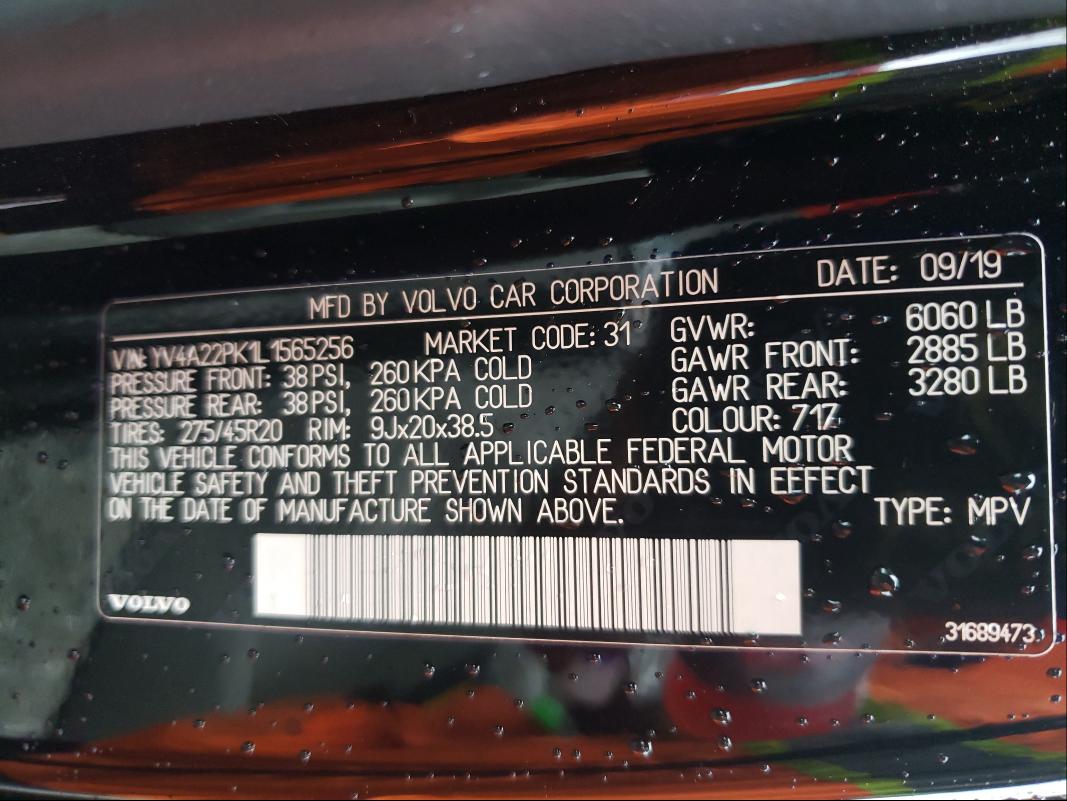 MFD BY VOLVO CAR CORPORATION DATE: 09/19
VIN: YV4A22PK1L1565256 MARKET CODE: 31 GVWR: 6060 LB
PRESSURE FRONT: 38 PSI, 260 KPA COLD GAWR FRONT: 2885 LB
PRESSURE REAR: 38 PSI, 260 KPA COLD GAWR REAR: 3280 LB
TIRES: 275/45R20 RIM: 9Jx20x38.5 COLOUR: 717
THIS VEHICLE CONFORMS TO ALL APPLICABLE FEDERAL MOTOR
VEHICLE SAFETY AND THEFT PREVENTION STANDARDS IN EFFECT
ON THE DATE OF MANUFACTURE SHOWN ABOVE. TYPE: MPV
VOLVO
31689473